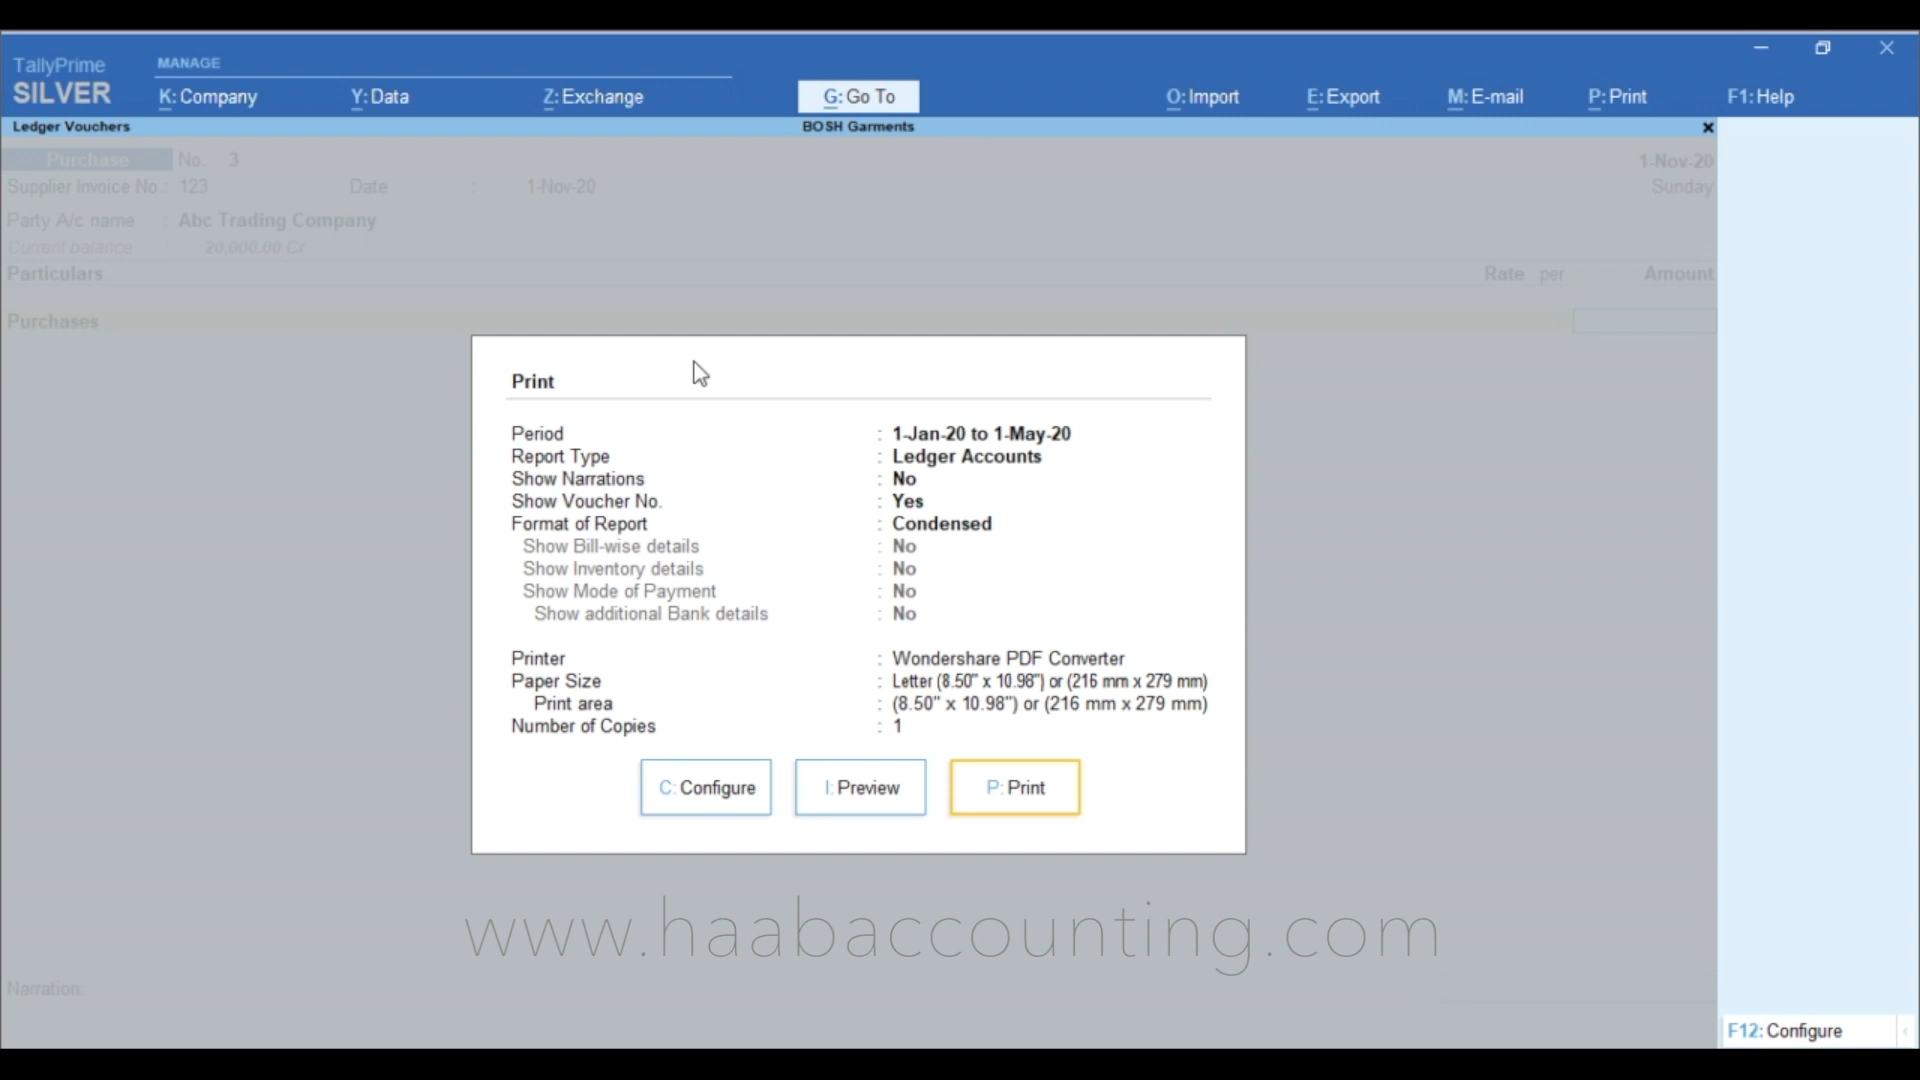 MANAGE
TallyPrime
SILVER
K: Company Y: Data Z: Exchange G: Go To O: Import E: Export M: E-mail P: Print F1: Help
Ledger Vouchers BOSH Garments
Purchase No. 3 1-Nov-20
Supplier Invoice No.: 123 Date : 1-Nov-20 Sunday
Party A/c name : Abc Trading Company
Current balance 20,000.00 Cr
Particulars Rate per Amount
Purchases
Print
Period : 1-Jan-20 to 1-May-20
Report Type : Ledger Accounts
Show Narrations : No
Show Voucher No. : Yes
Format of Report : Condensed
Show Bill-wise details : No
Show Inventory details : No
Show Mode of Payment : No
Show additional Bank details : No
Printer : Wondershare PDF Converter
Paper Size : Letter (8.50" x 10.98") or (216 mm x 279 mm)
Print area : (8.50" x 10.98") or (216 mm x 279 mm)
Number of Copies : 1
C: Configure I: Preview P: Print
www.haabaccounting.com
Narration:
F12: Configure